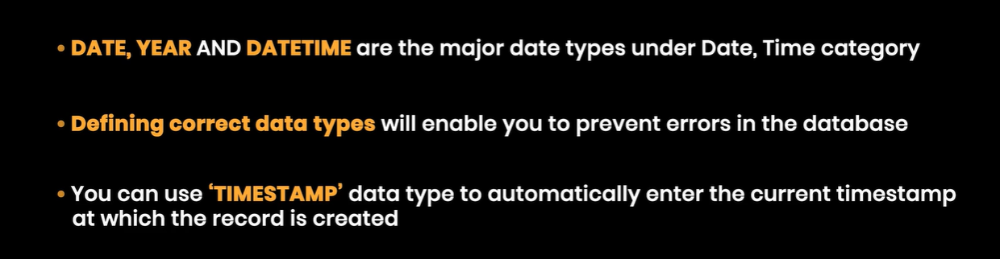 • DATE, YEAR AND DATETIME are the major date types under Date, Time category
• Defining correct data types will enable you to prevent errors in the database
• You can use ‘TIMESTAMP’ data type to automatically enter the current timestamp
at which the record is created